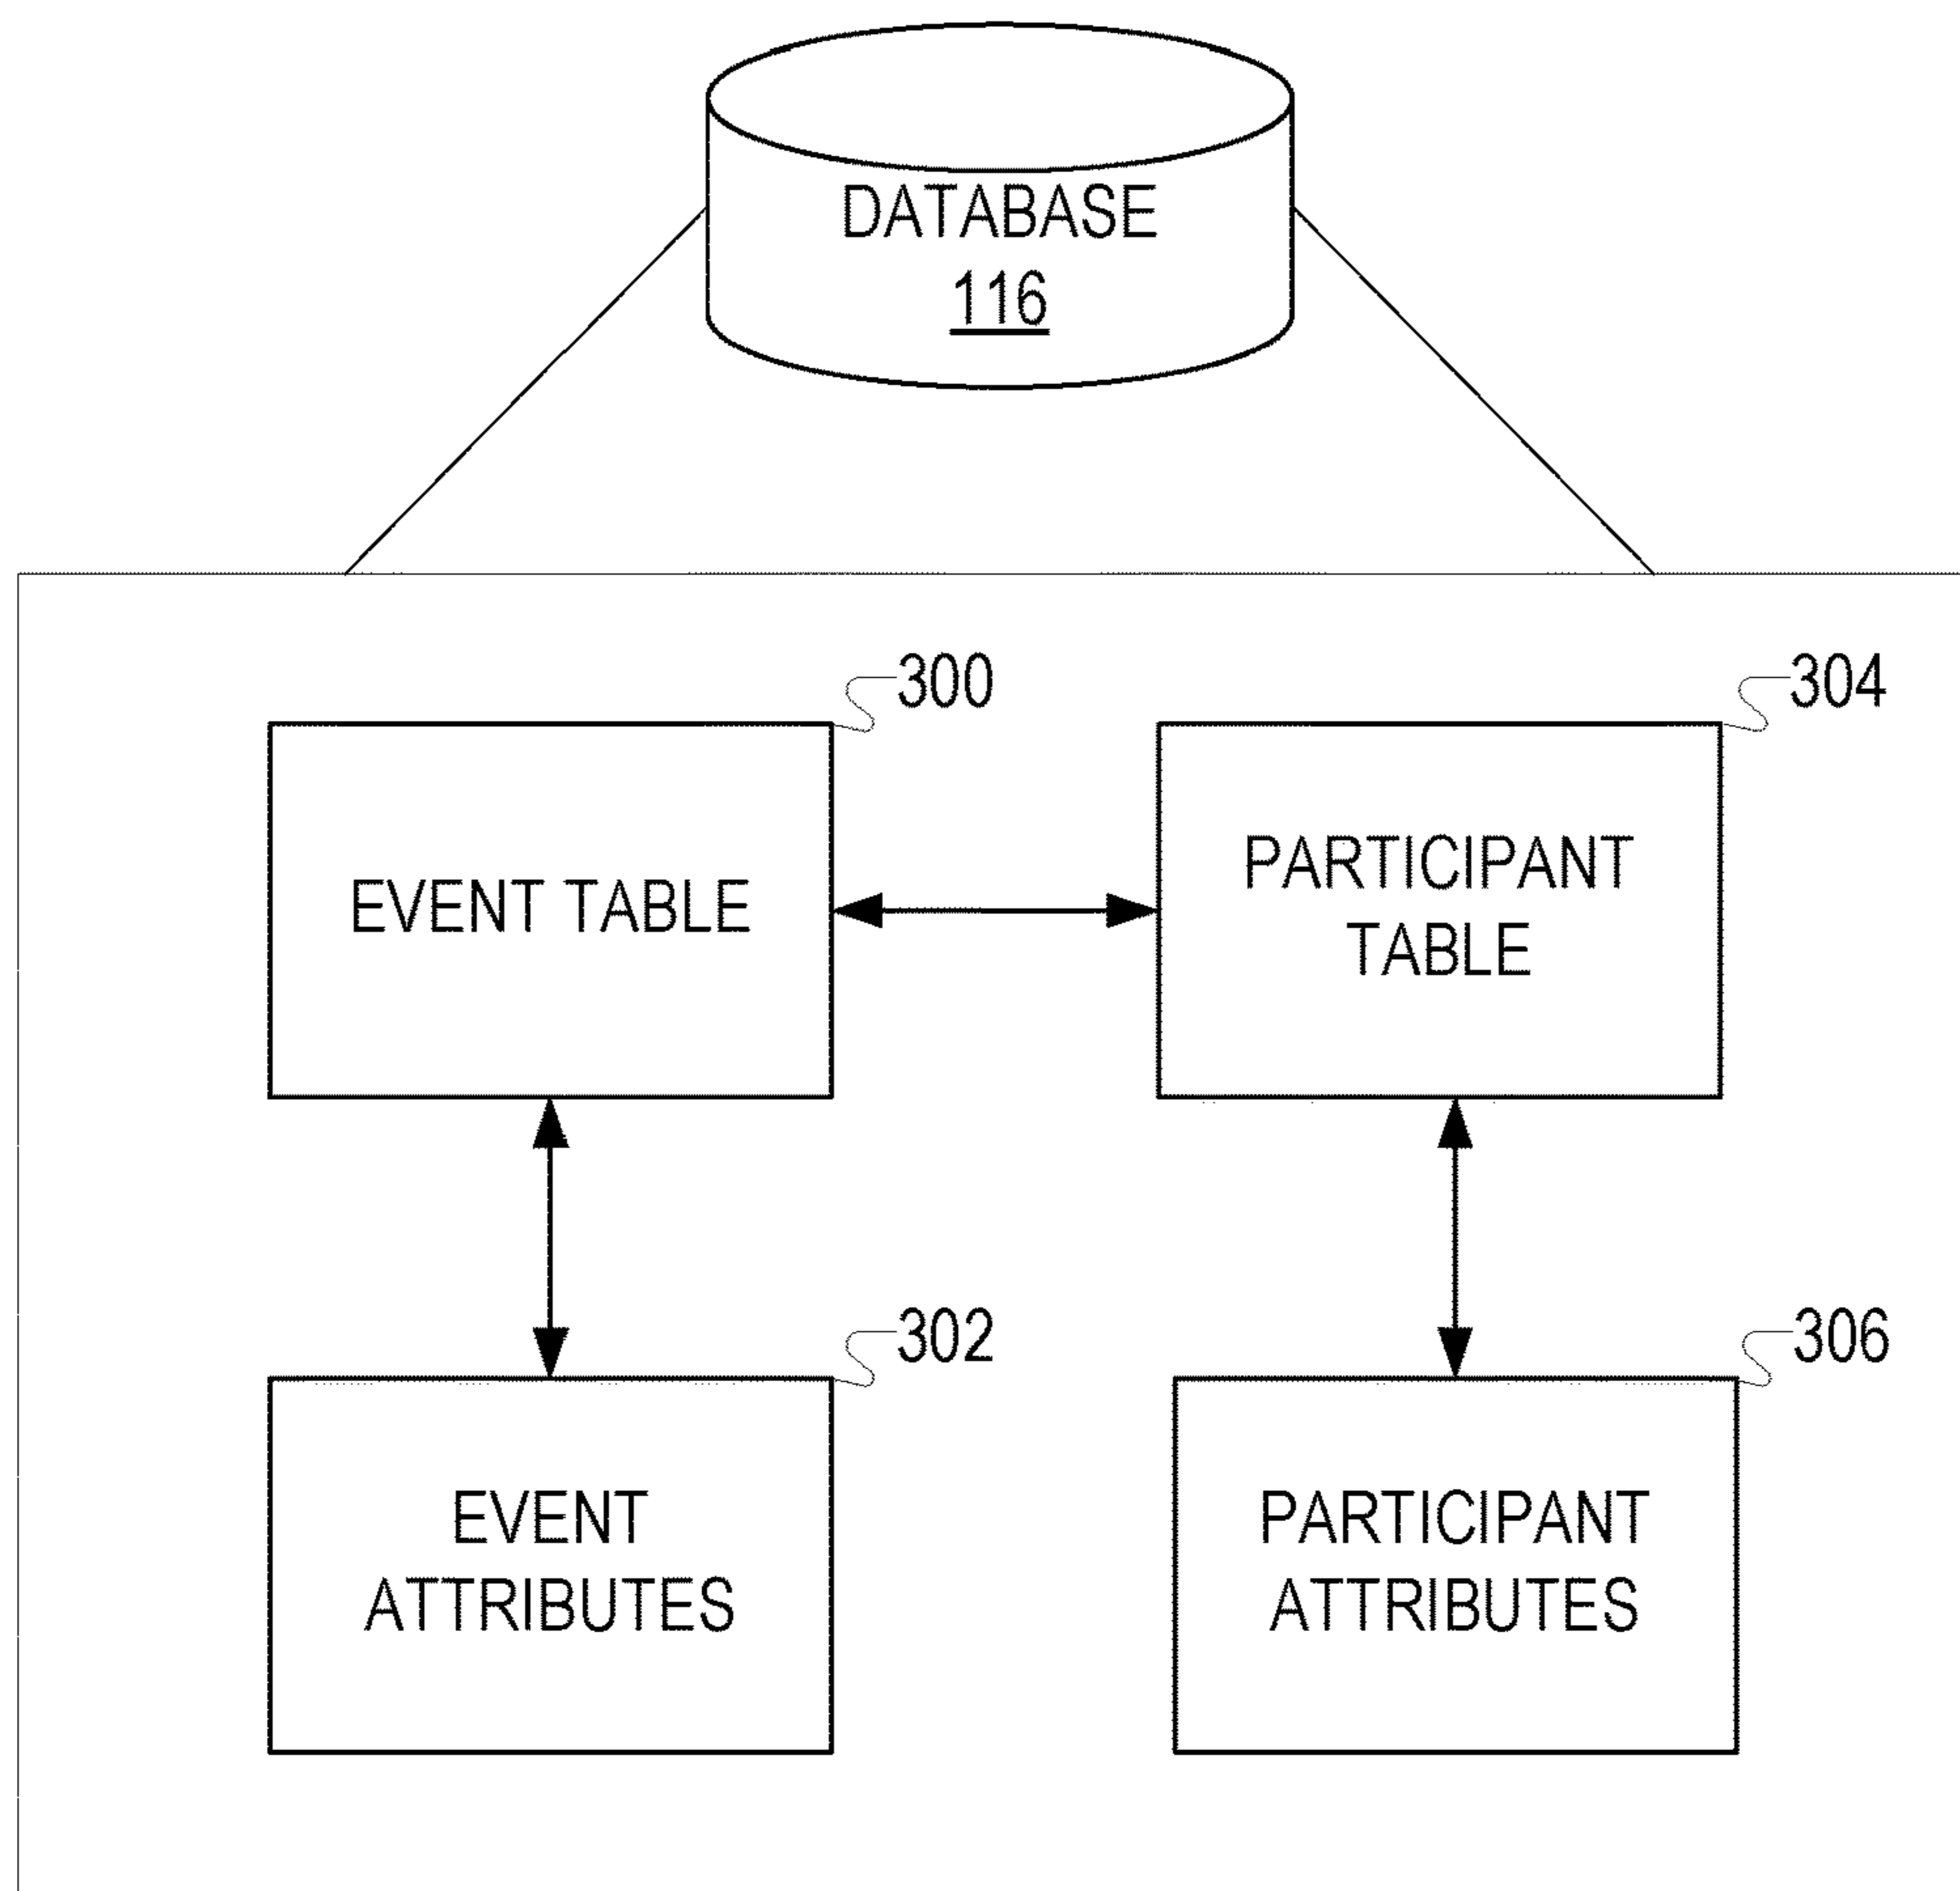 DATABASE
116
300
304
EVENT TABLE
PARTICIPANT
TABLE
302
306
EVENT
ATTRIBUTES
PARTICIPANT
ATTRIBUTES